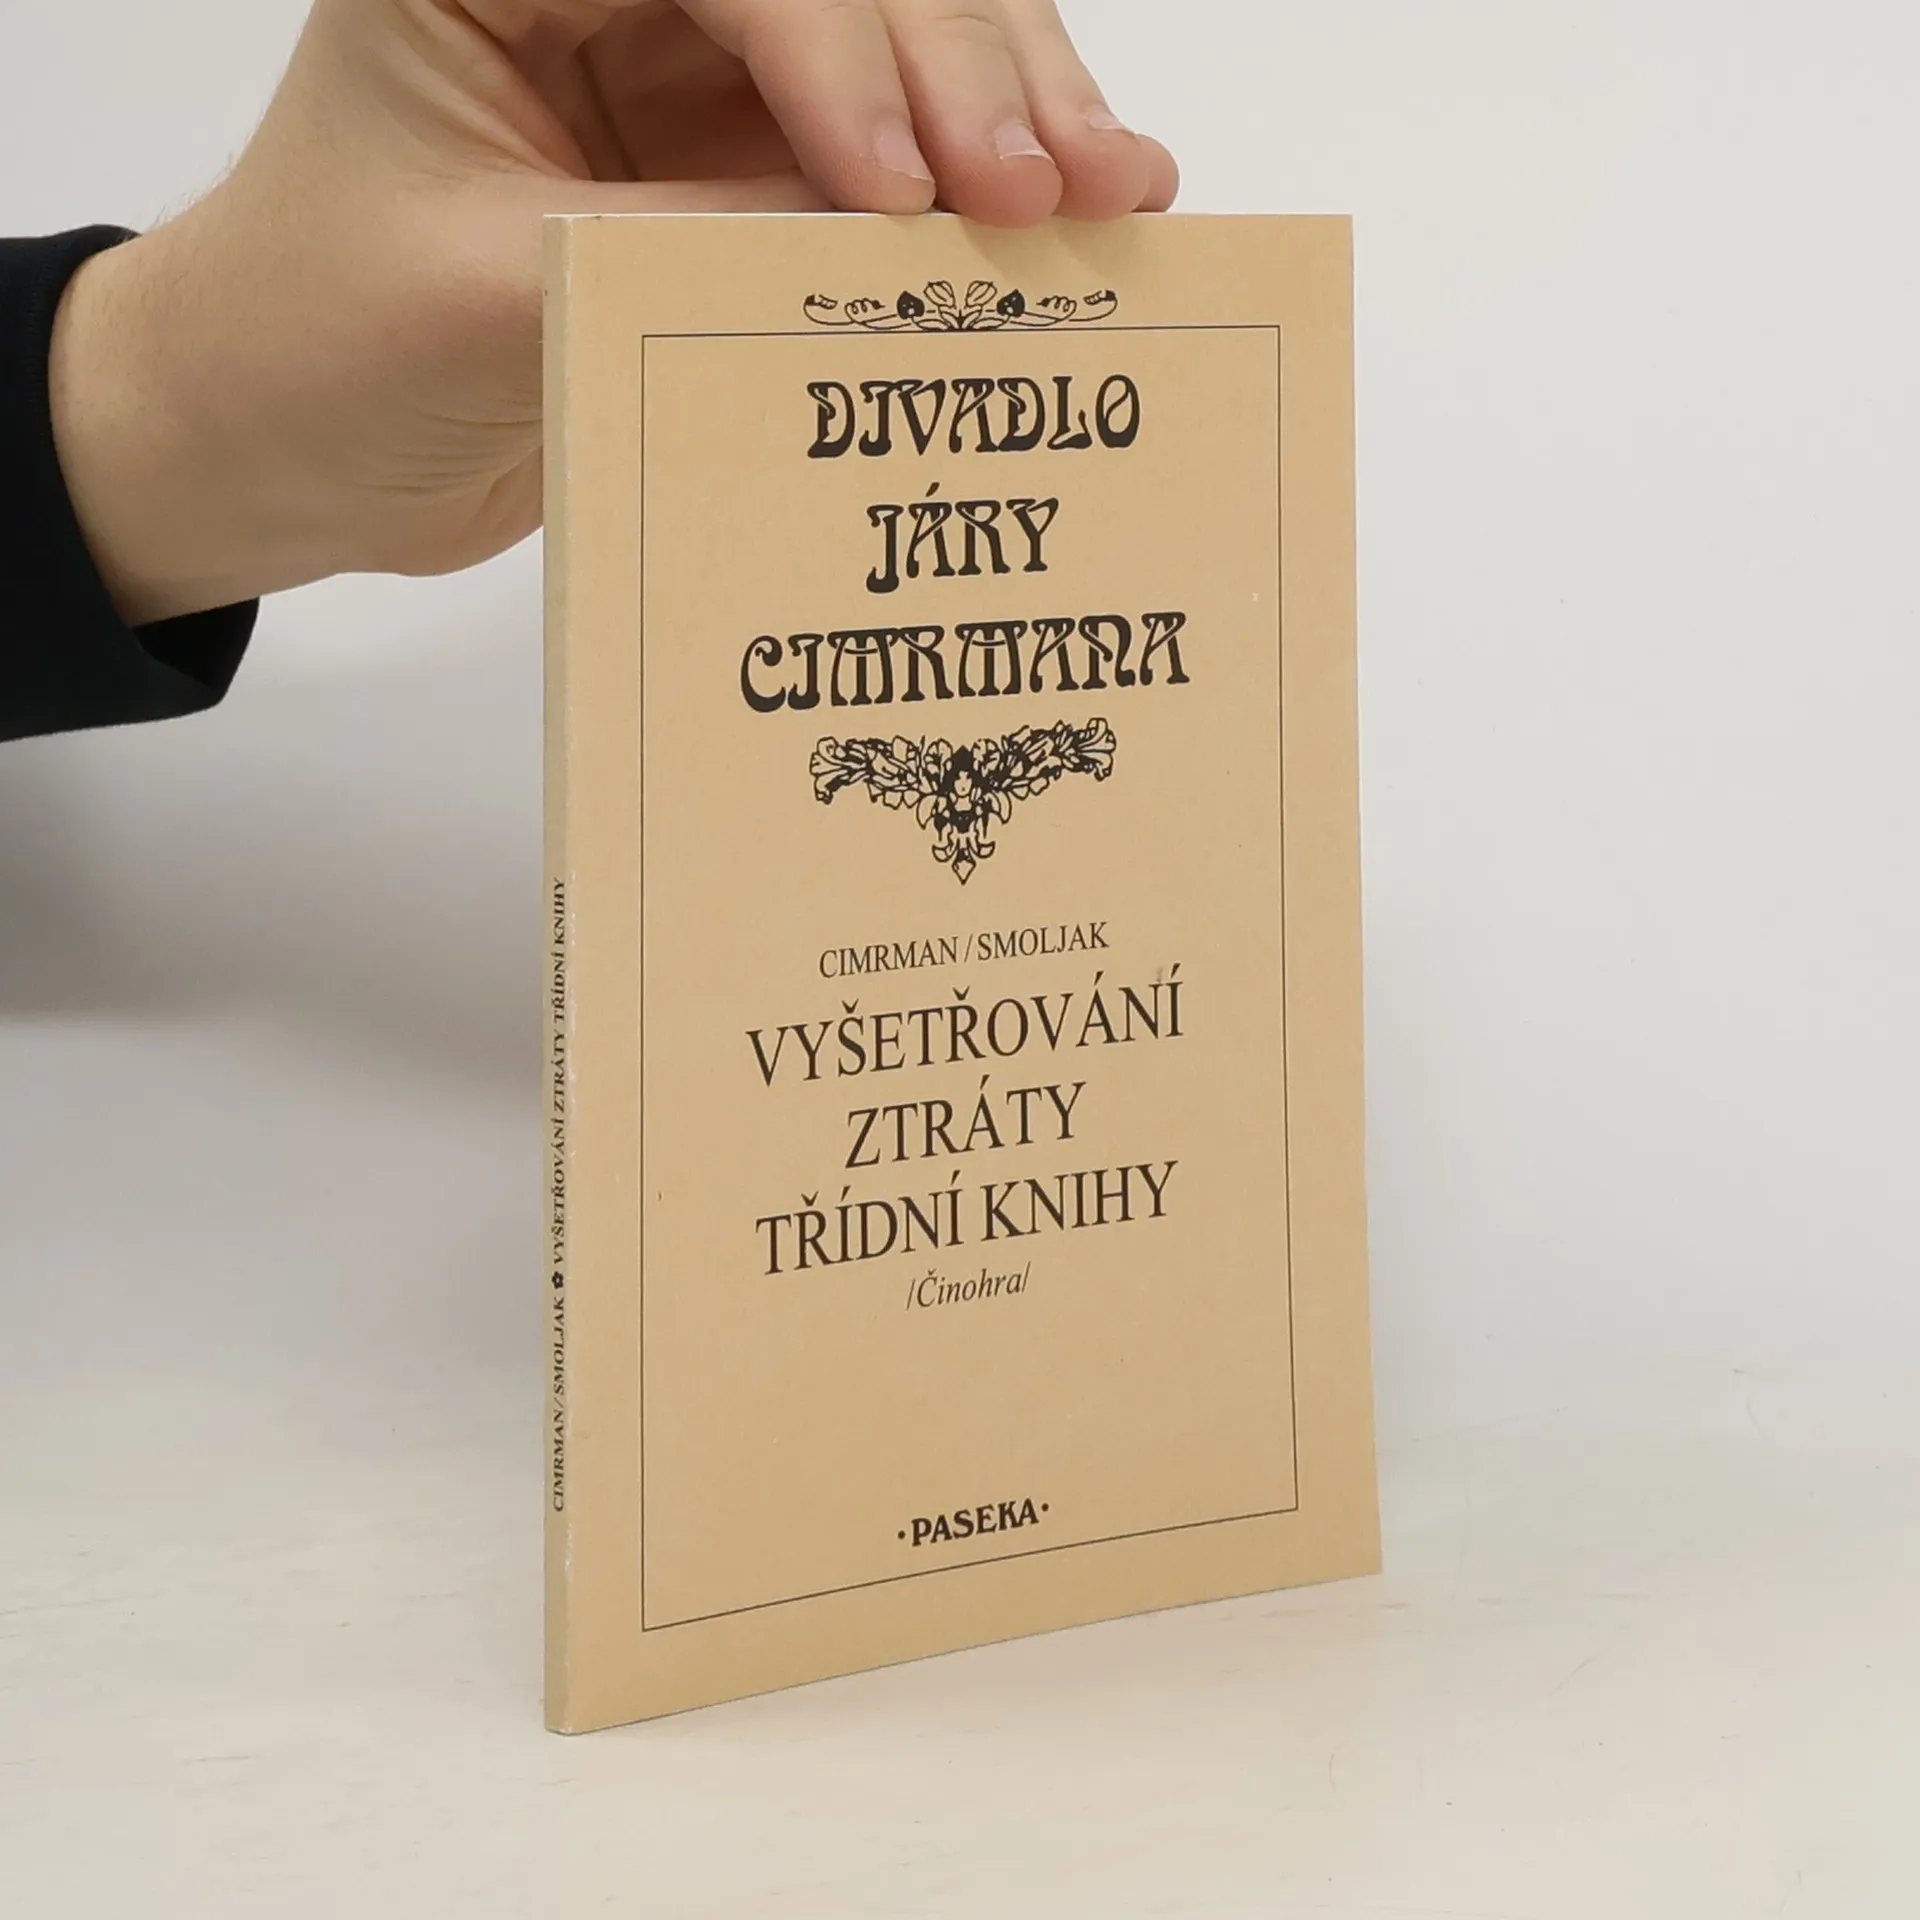 DIVADLO
JÁRY
CIMRMANA
CIMRMAN / SMOLJAK
VYŠETŘOVÁNÍ
ZTRÁTY
TŘÍDNÍ KNIHY
/Činohra/
·PASEKA·
CIMRMAN / SMOLJAK ✿ VYŠETŘOVÁNÍ ZTRÁTY TŘÍDNÍ KNIHY